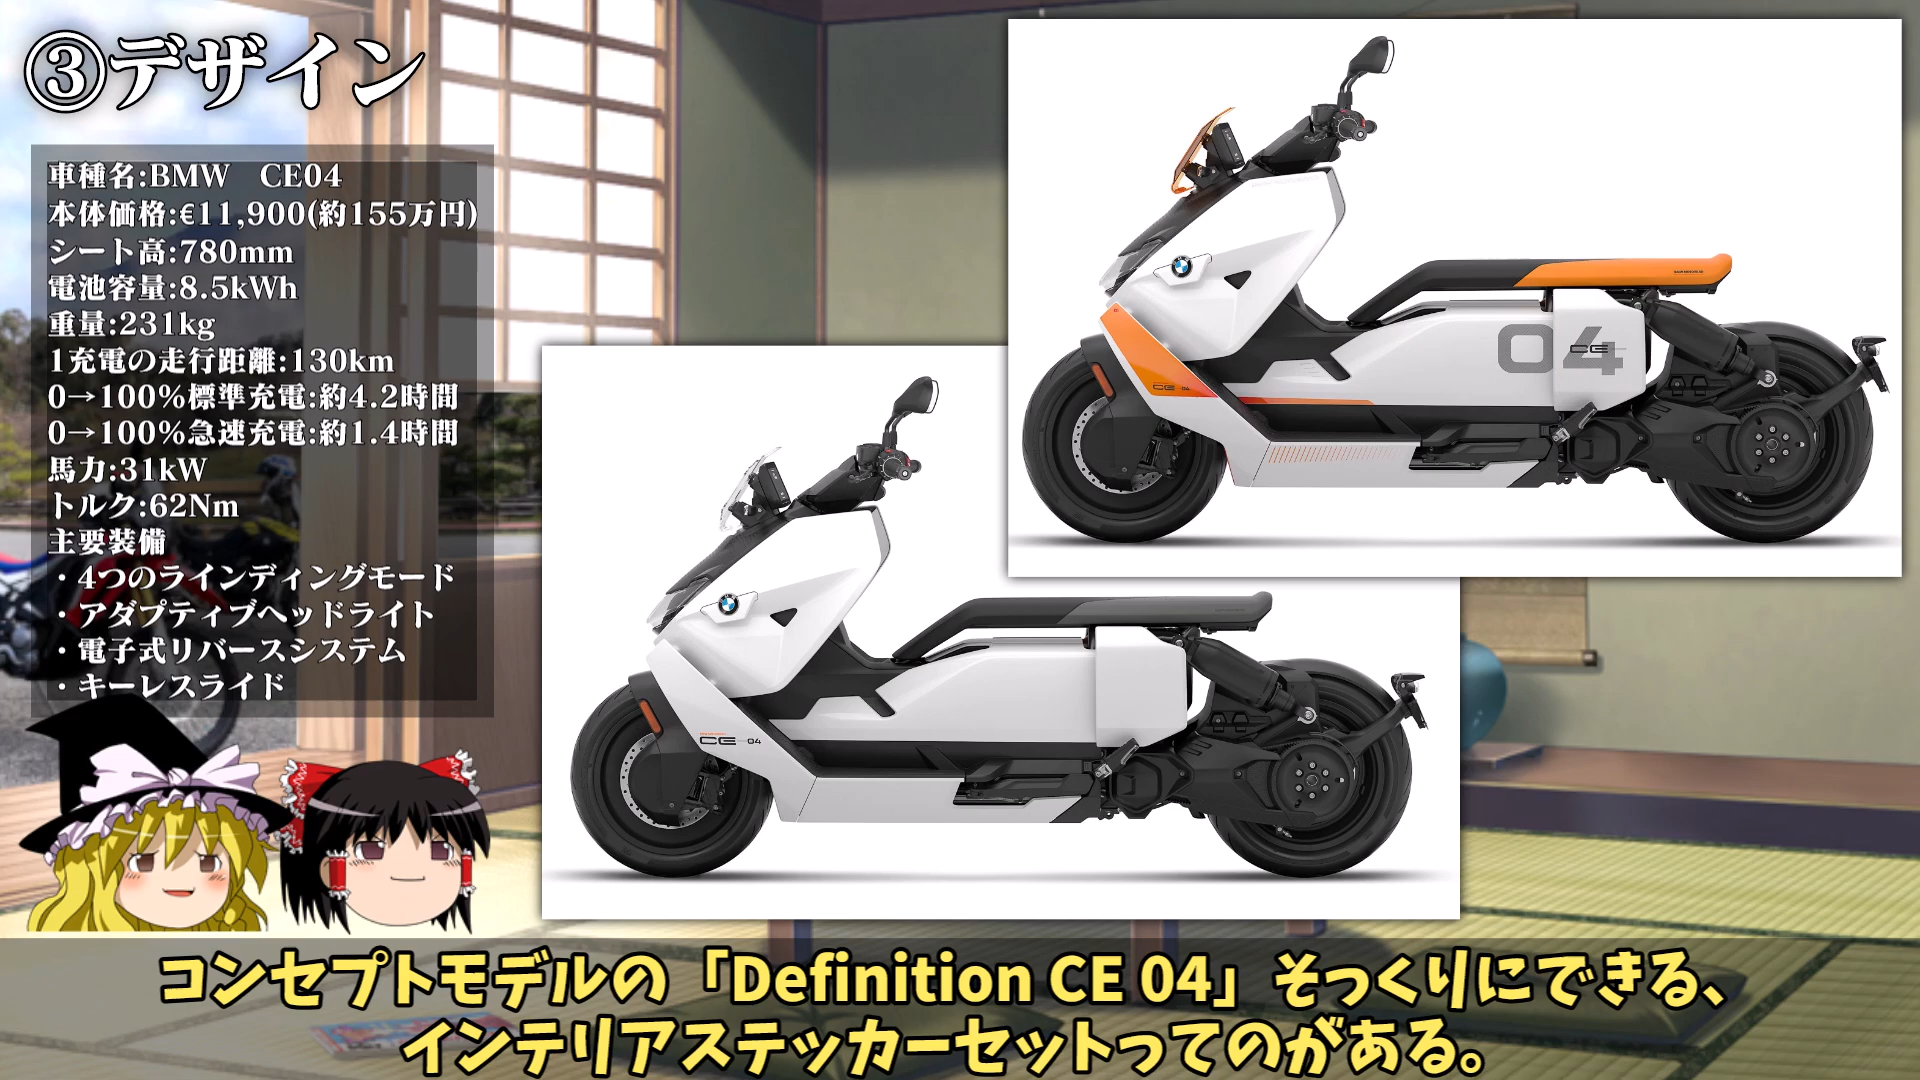 ③デザイン
車種名:BMW　CE04
本体価格:€11,900(約155万円)
シート高:780mm
電池容量:8.5kWh
重量:231kg
1充電の走行距離:130km
0→100%標準充電:約4.2時間
0→100%急速充電:約1.4時間
馬力:31kW
トルク:62Nm
主要装備
・4つのラインディングモード
・アダプティブヘッドライト
・電子式リバースシステム
・キーレスライド
04
CE
CE 04
CE 04
コンセプトモデルの「Definition CE 04」そっくりにできる、
インテリアステッカーセットってのがある。